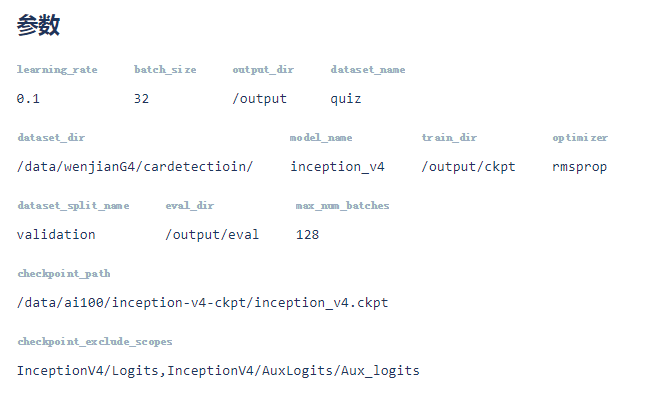 参数
learning_rate batch_size output_dir dataset_name
0.1 32 /output quiz
dataset_dir model_name train_dir optimizer
/data/wenjianG4/cardetectioin/ inception_v4 /output/ckpt rmsprop
dataset_split_name eval_dir max_num_batches
validation /output/eval 128
checkpoint_path
/data/ai100/inception-v4-ckpt/inception_v4.ckpt
checkpoint_exclude_scopes
InceptionV4/Logits,InceptionV4/AuxLogits/Aux_logits